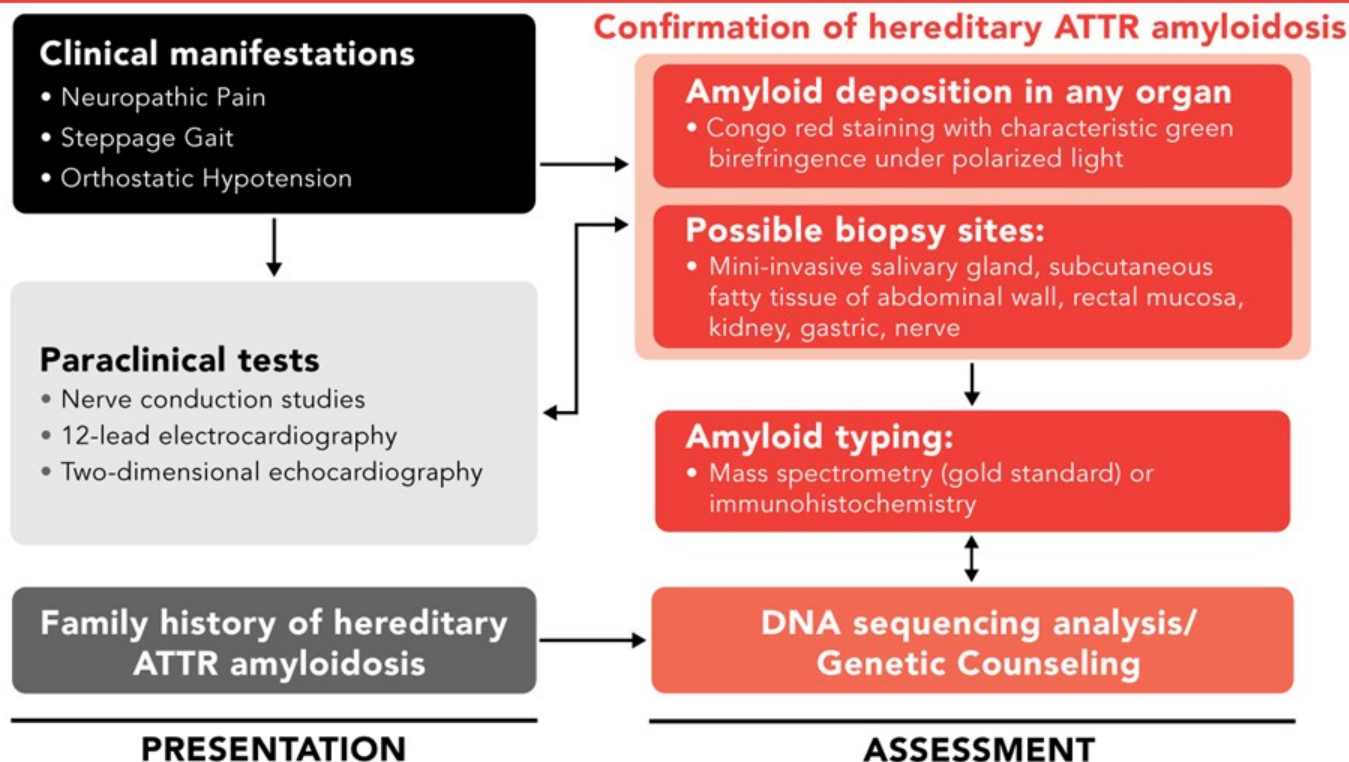 Clinical manifestations
• Neuropathic Pain
• Steppage Gait
• Orthostatic Hypotension
Paraclinical tests
• Nerve conduction studies
• 12-lead electrocardiography
• Two-dimensional echocardiography
Family history of hereditary
ATTR amyloidosis
PRESENTATION
Confirmation of hereditary ATTR amyloidosis
Amyloid deposition in any organ
• Congo red staining with characteristic green
birefringence under polarized light
Possible biopsy sites:
• Mini-invasive salivary gland, subcutaneous
fatty tissue of abdominal wall, rectal mucosa,
kidney, gastric, nerve
Amyloid typing:
• Mass spectrometry (gold standard) or
immunohistochemistry
DNA sequencing analysis/
Genetic Counseling
ASSESSMENT